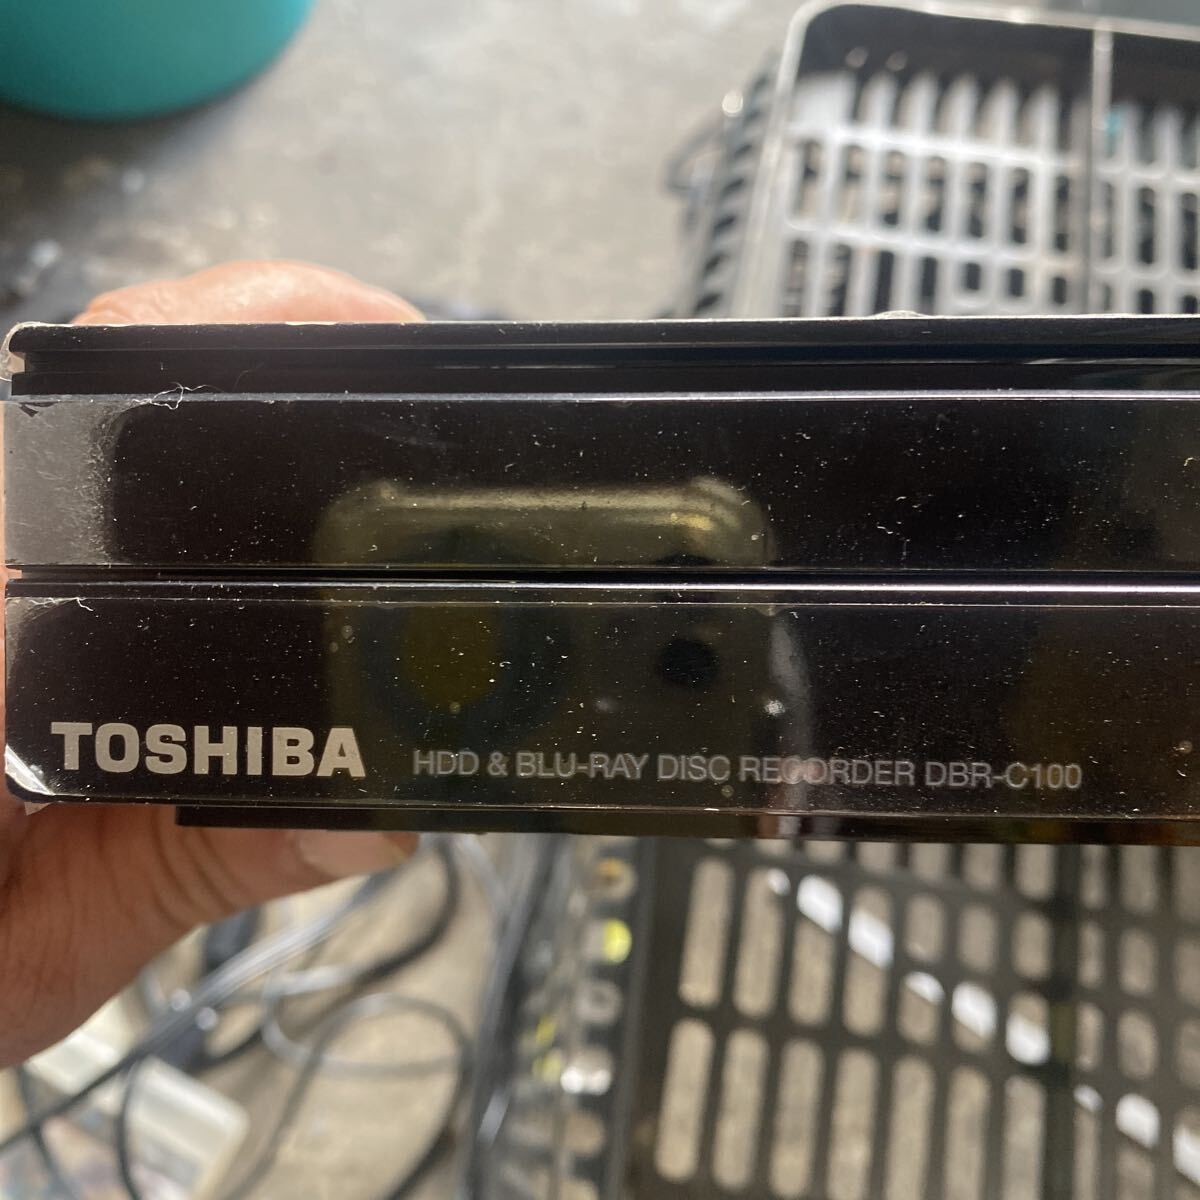 TOSHIBA HDD & BLU-RAY DISC RECORDER DBR-C100